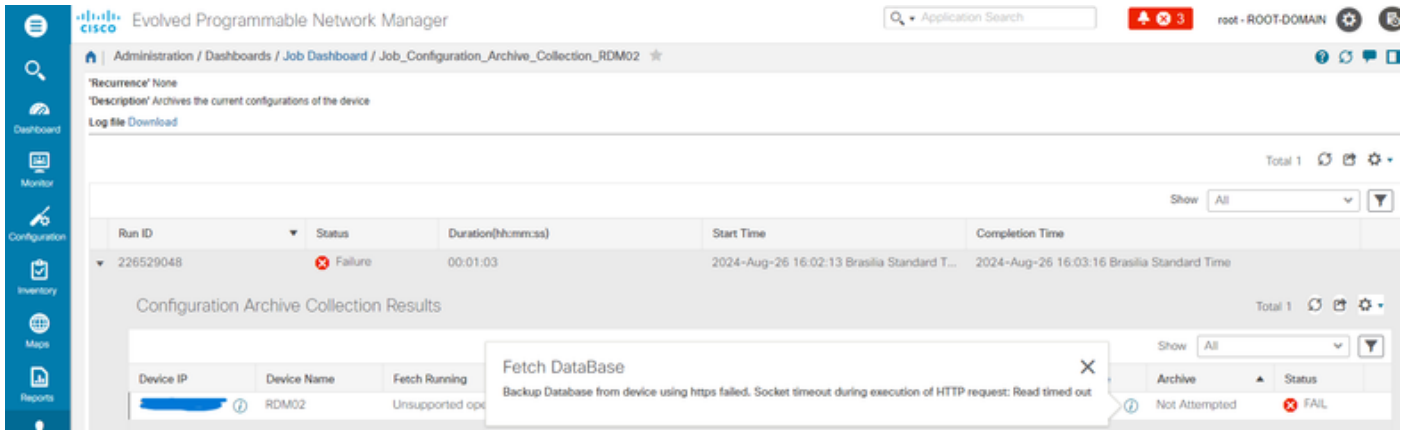 cisco Evolved Programmable Network Manager
Application Search
3
root - ROOT-DOMAIN
Administration / Dashboards / Job Dashboard / Job_Configuration_Archive_Collection_RDM02
'Recurrence' None
'Description' Archives the current configurations of the device
Log file Download
Dashboard
Monitor
Configuration
Inventory
Maps
Reports
Total 1
Show All
Run ID Status Duration(hh:mm:ss) Start Time Completion Time
226529048 Failure 00:01:03 2024-Aug-26 16:02:13 Brasilia Standard T... 2024-Aug-26 16:03:16 Brasilia Standard Time
Configuration Archive Collection Results
Total 1
Show All
Fetch DataBase
Backup Database from device using https failed. Socket timeout during execution of HTTP request: Read timed out
Device IP Device Name Fetch Running Archive Status
RDM02 Unsupported ope Not Attempted FAIL